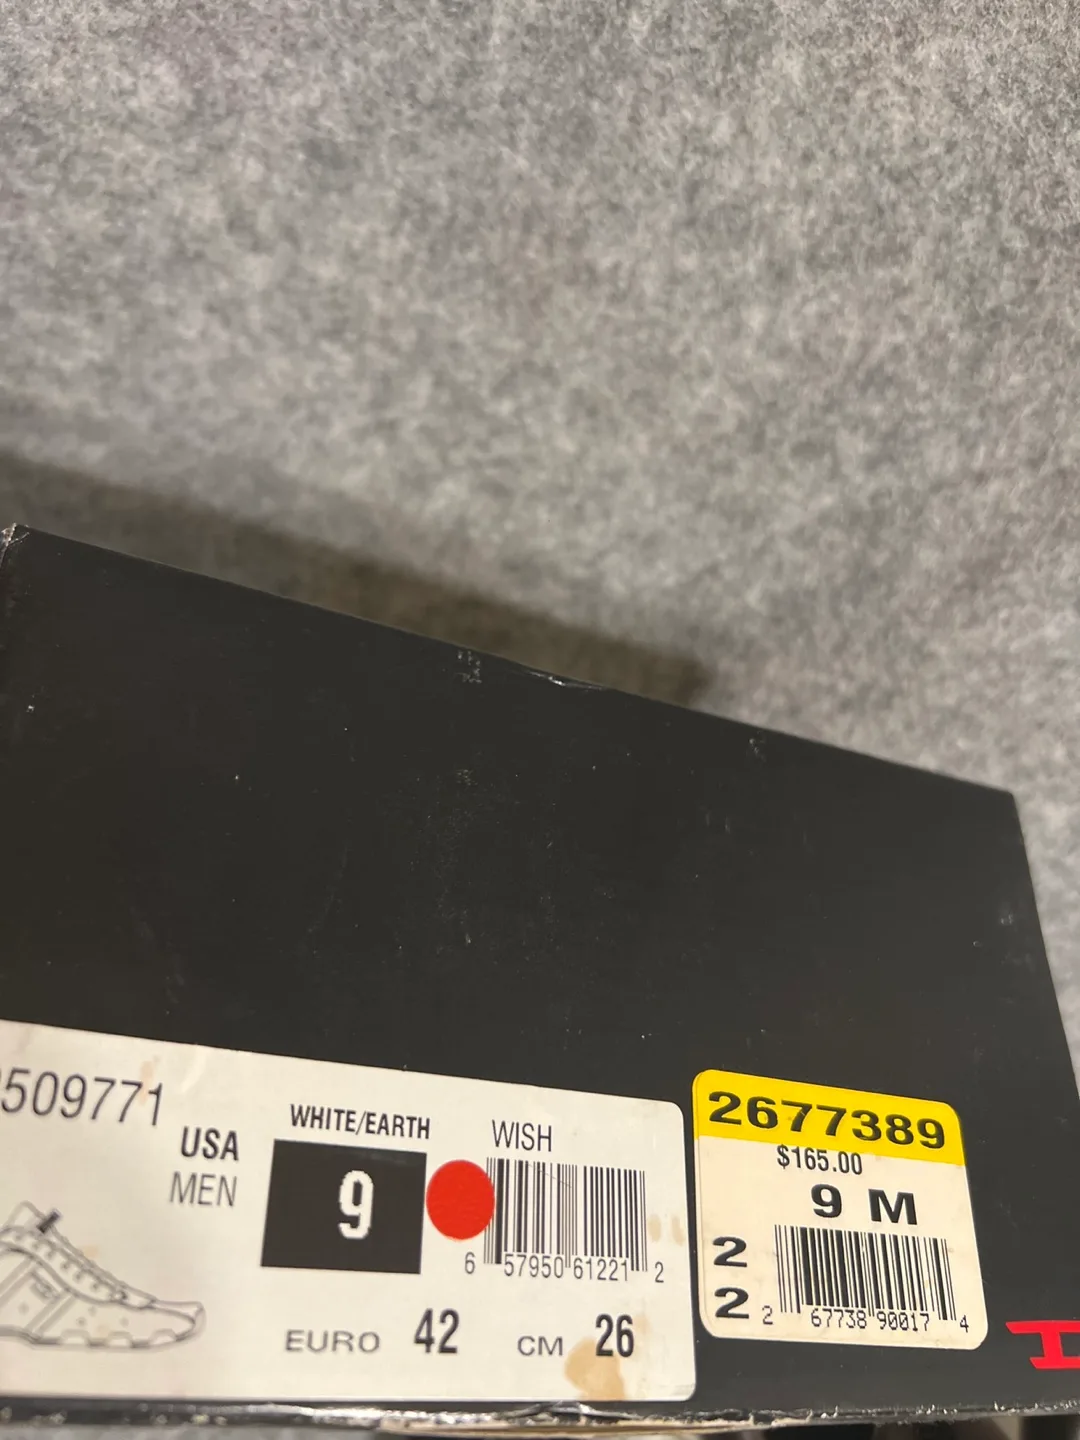 509771
USA
MEN
WHITE/EARTH
9
WISH
6 57950 61221 2
EURO 42 CM 26
2677389
$165.00
9 M
2
2
2 67738 90017 4